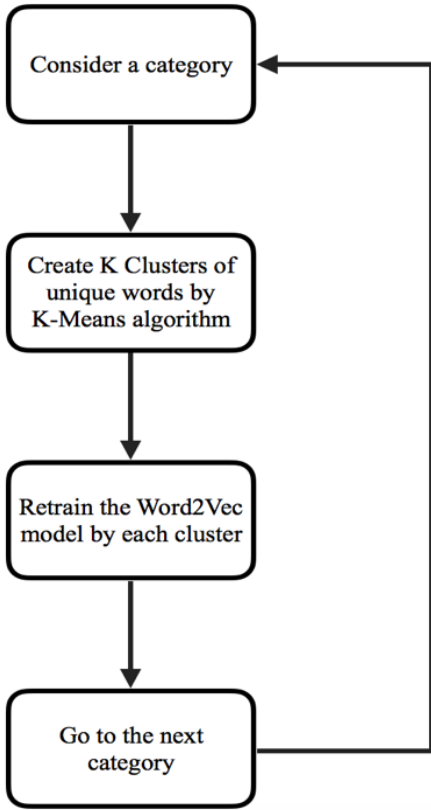 Consider a category
Create K Clusters of
unique words by
K-Means algorithm
Retrain the Word2Vec
model by each cluster
Go to the next
category